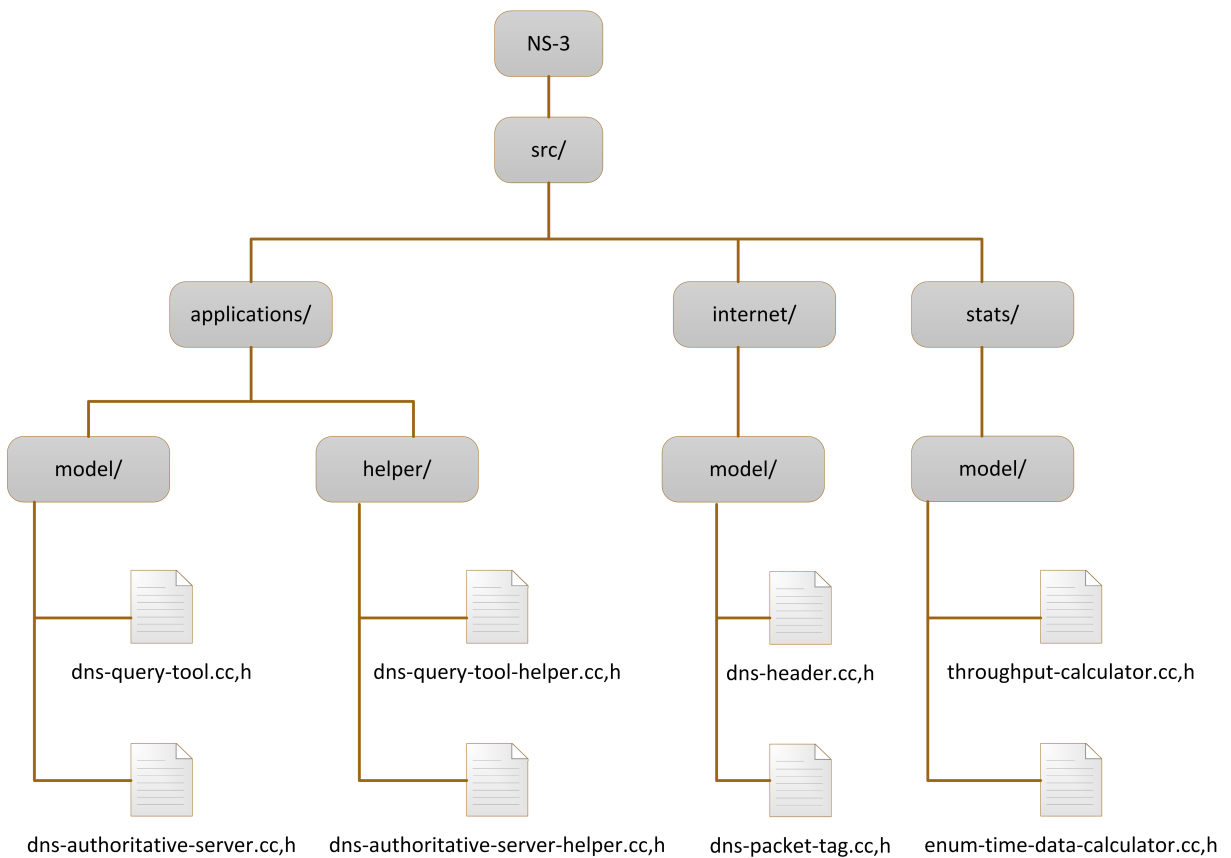 NS-3
src/
applications/
internet/
stats/
model/
helper/
model/
model/
dns-query-tool.cc,h
dns-query-tool-helper.cc,h
dns-header.cc,h
throughput-calculator.cc,h
dns-authoritative-server.cc,h
dns-authoritative-server-helper.cc,h
dns-packet-tag.cc,h
enum-time-data-calculator.cc,h